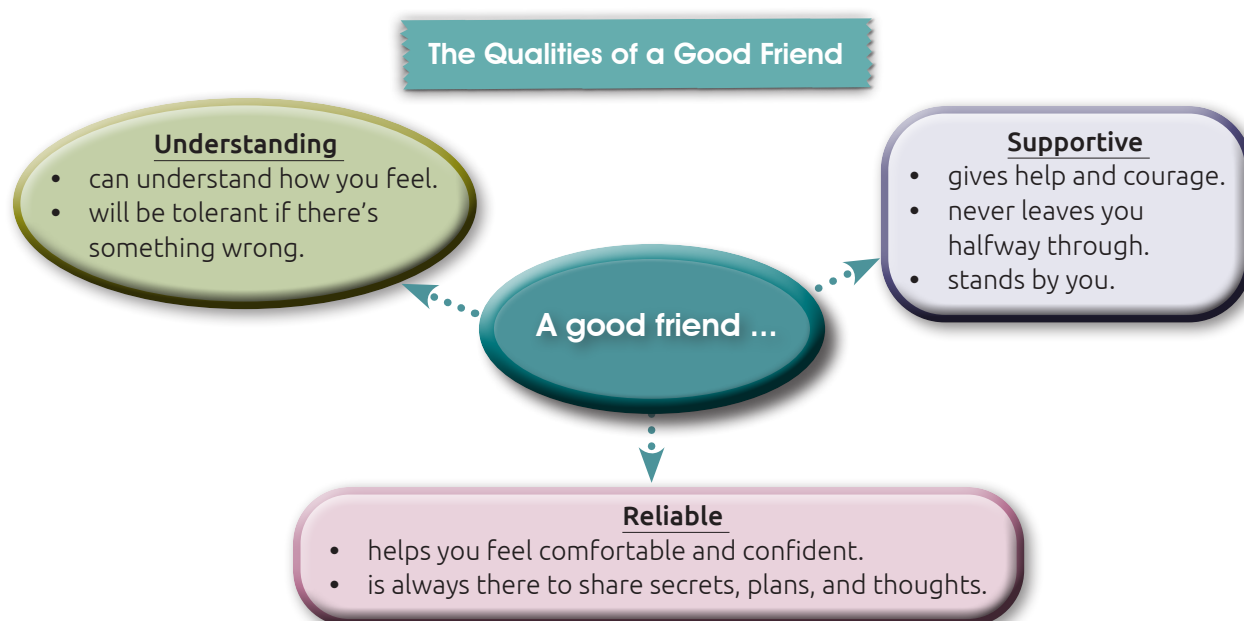 The Qualities of a Good Friend
Understanding
• can understand how you feel.
• will be tolerant if there’s
something wrong.
Supportive
• gives help and courage.
• never leaves you
halfway through.
• stands by you.
A good friend ...
Reliable
• helps you feel comfortable and confident.
• is always there to share secrets, plans, and thoughts.